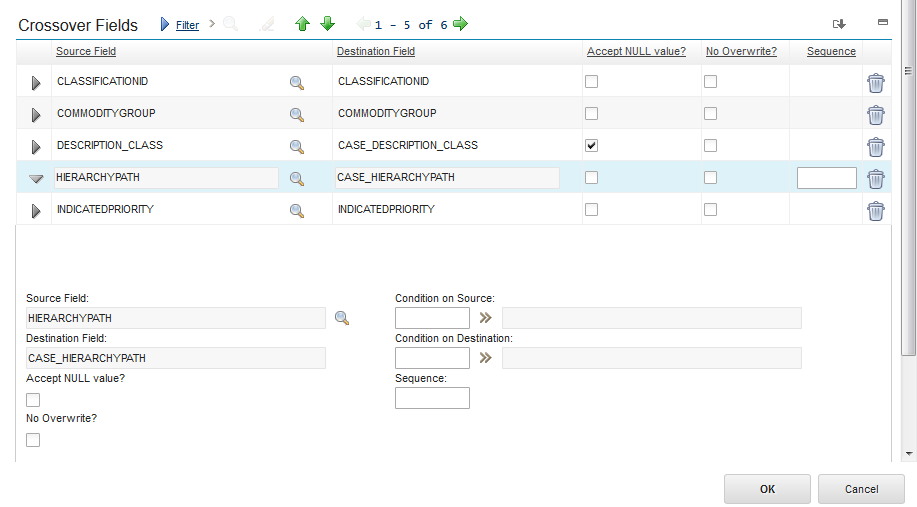 Crossover Fields Filter 1 - 5 of 6
Source Field Destination Field Accept NULL value? No Overwrite? Sequence
CLASSIFICATIONID CLASSIFICATIONID
COMMODITYGROUP COMMODITYGROUP
DESCRIPTION_CLASS CASE_DESCRIPTION_CLASS
HIERARCHYPATH CASE_HIERARCHYPATH
INDICATEDPRIORITY INDICATEDPRIORITY
Source Field: Condition on Source:
HIERARCHYPATH
Destination Field: Condition on Destination:
CASE_HIERARCHYPATH
Accept NULL value? Sequence:
No Overwrite?
OK Cancel